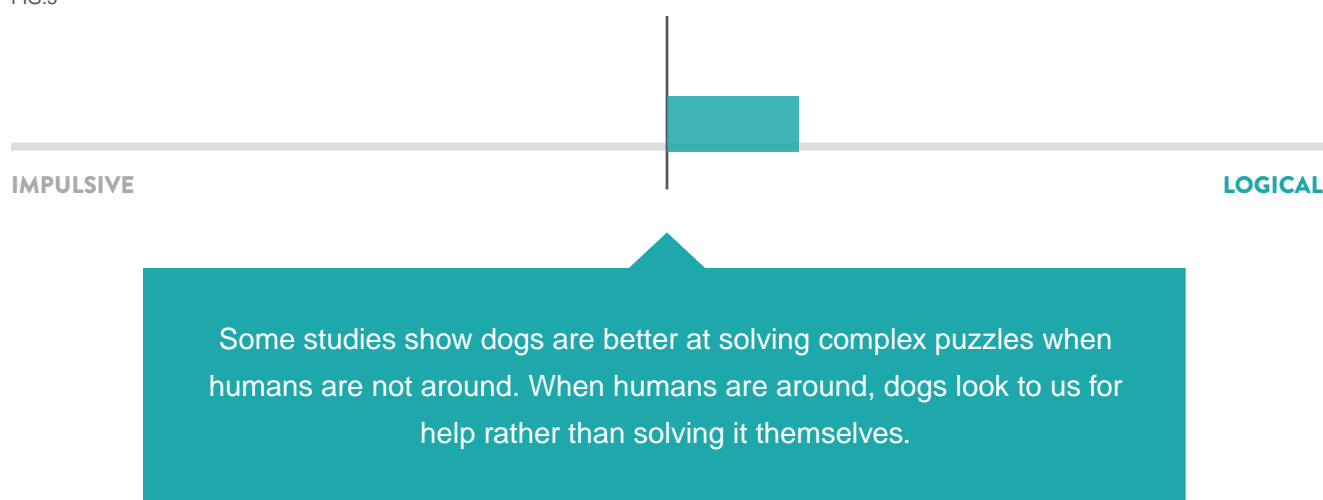 IMPULSIVE
LOGICAL
Some studies show dogs are better at solving complex puzzles when
humans are not around. When humans are around, dogs look to us for
help rather than solving it themselves.